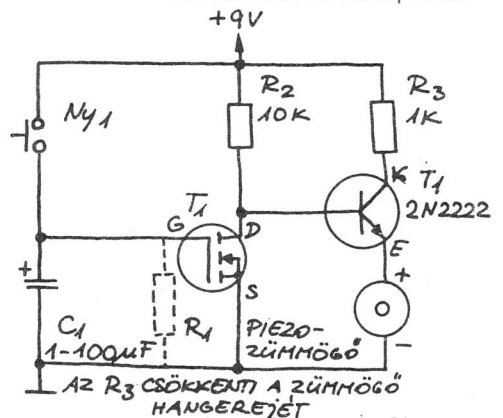 +9V
R2
10K
R3
1K
Ny1
T1
K
T1
2N2222
G
D
E
+
S
+
C1
1-100µF
R1
PIEZO-
ZÜMMÖGŐ
-
AZ R3 CSÖKKENTI A ZÜMMÖGŐ
HANGEREJÉT